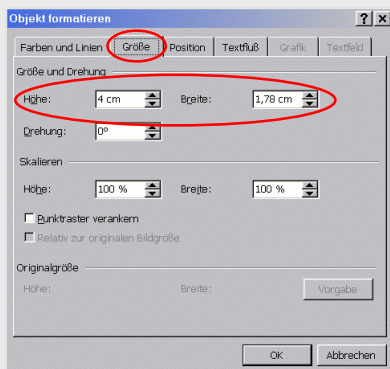 Objekt formatieren
Farben und Linien Größe Position Textfluß Grafik Textfeld
Größe und Drehung
Höhe: 4 cm Breite: 1,78 cm
Drehung: 0°
Skalieren
Höhe: 100 % Breite: 100 %
Punktraster verankern
Relativ zur originalen Bildgröße
Originalgröße
Höhe: Breite: Vorgabe
OK Abbrechen